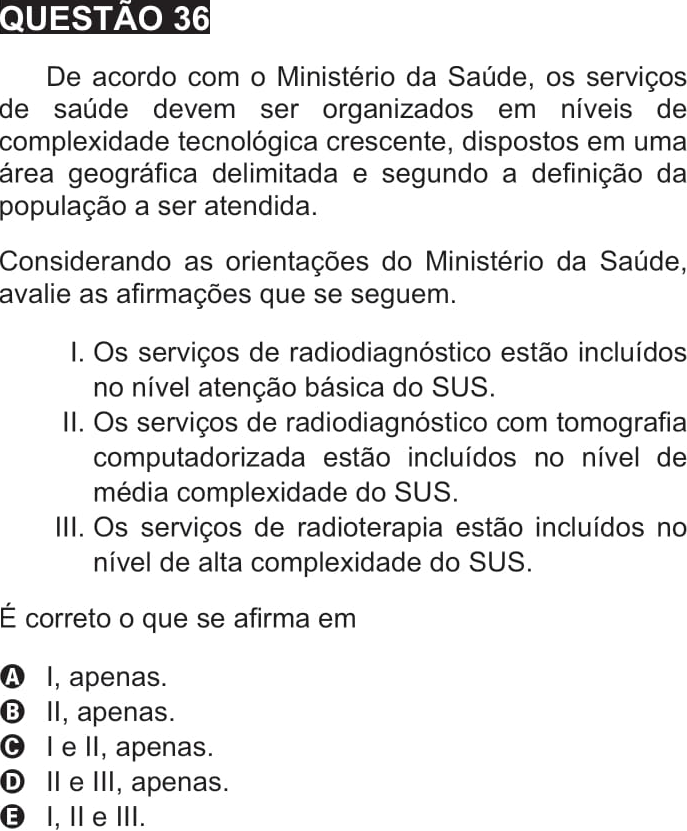 QUESTÃO 36
De acordo com o Ministério da Saúde, os serviços
de saúde devem ser organizados em níveis de
complexidade tecnológica crescente, dispostos em uma
área geográfica delimitada e segundo a definição da
população a ser atendida.
Considerando as orientações do Ministério da Saúde,
avalie as afirmações que se seguem.
I. Os serviços de radiodiagnóstico estão incluídos
no nível atenção básica do SUS.
II. Os serviços de radiodiagnóstico com tomografia
computadorizada estão incluídos no nível de
média complexidade do SUS.
III. Os serviços de radioterapia estão incluídos no
nível de alta complexidade do SUS.
É correto o que se afirma em
A I, apenas.
B II, apenas.
C I e II, apenas.
D II e III, apenas.
E I, II e III.